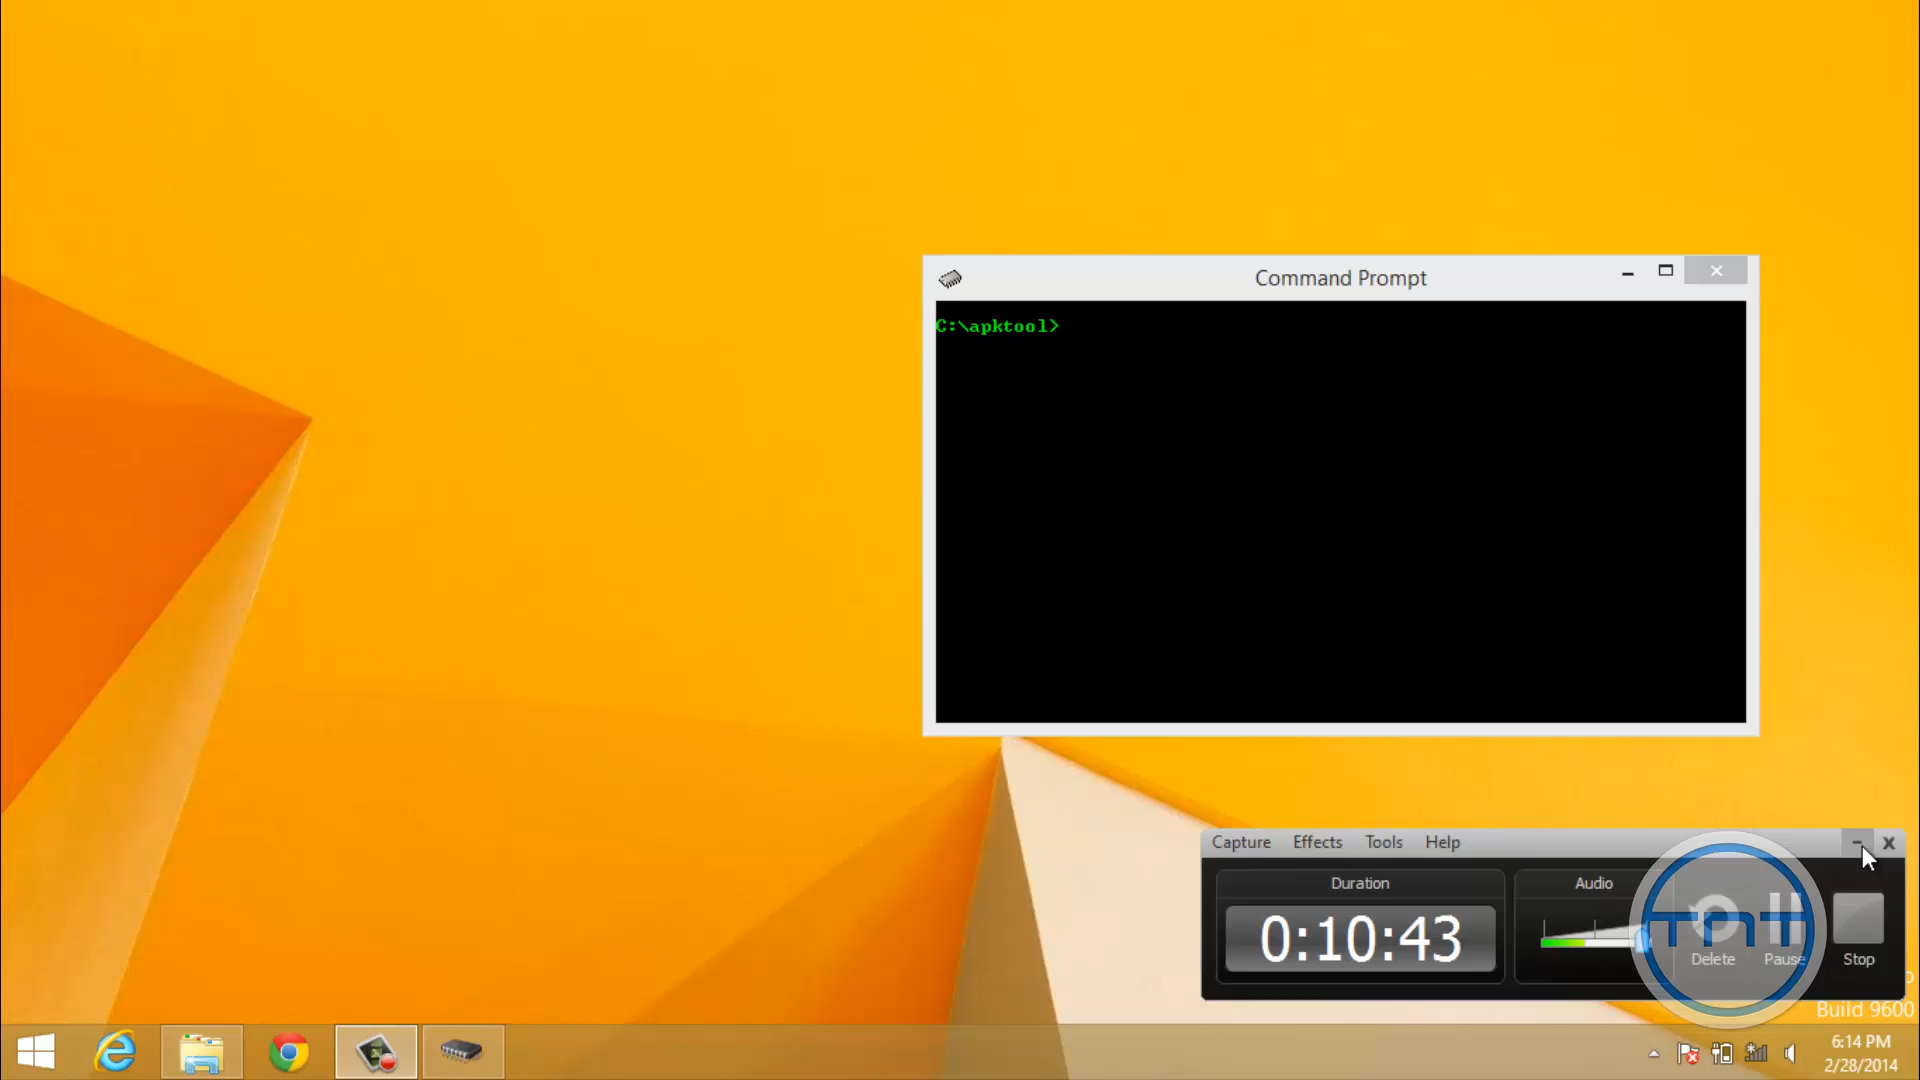 Command Prompt
C:\apktool>
Capture Effects Tools Help
Duration
Audio
0:10:43
TNT
Delete Pause Stop
Build 9600
6:14 PM
2/28/2014